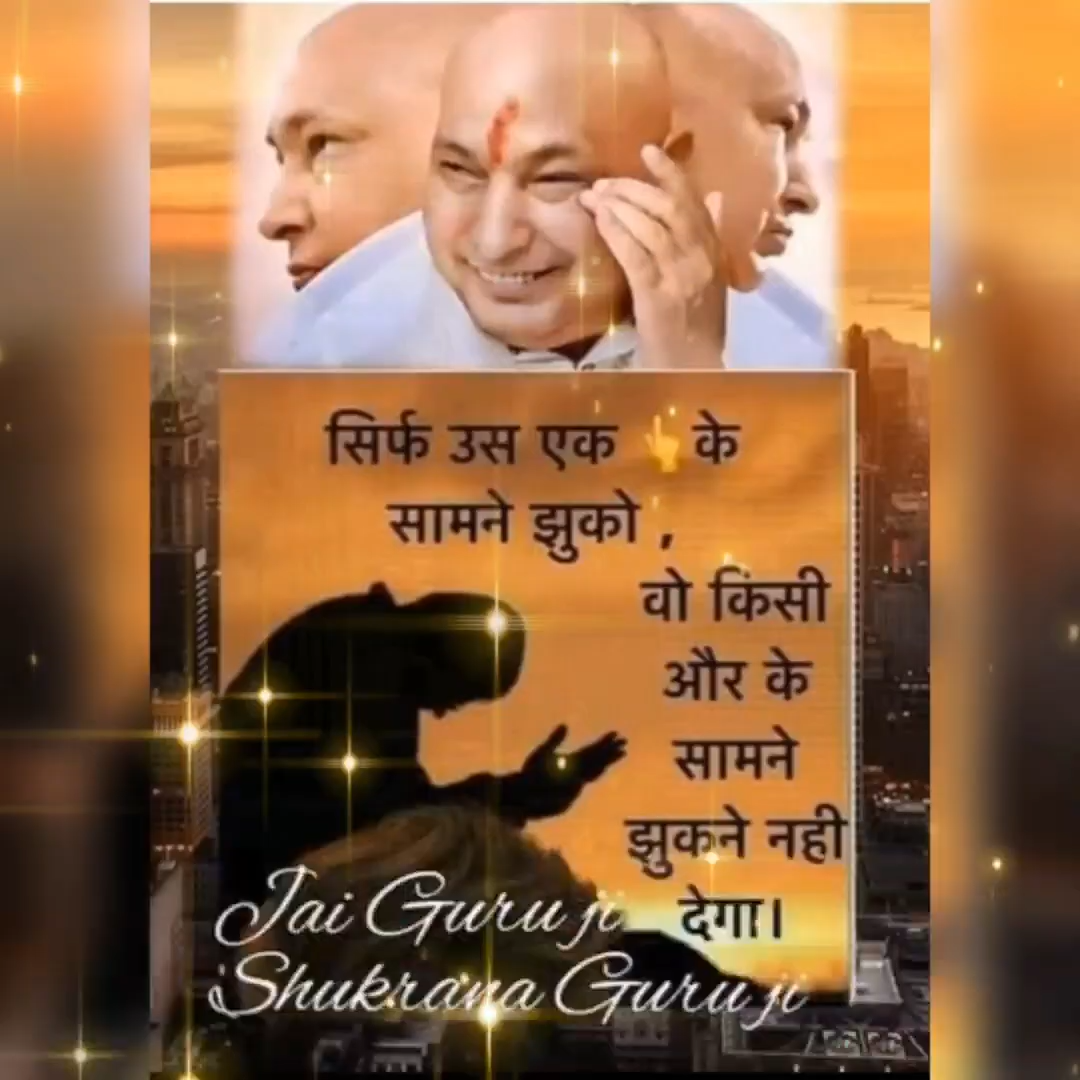 सिर्फ उस एक 👆 के
सामने झुको ,
वो किसी
और के
सामने
झुकने नही
देगा।
Jai Guru ji
Shukrana Guru ji